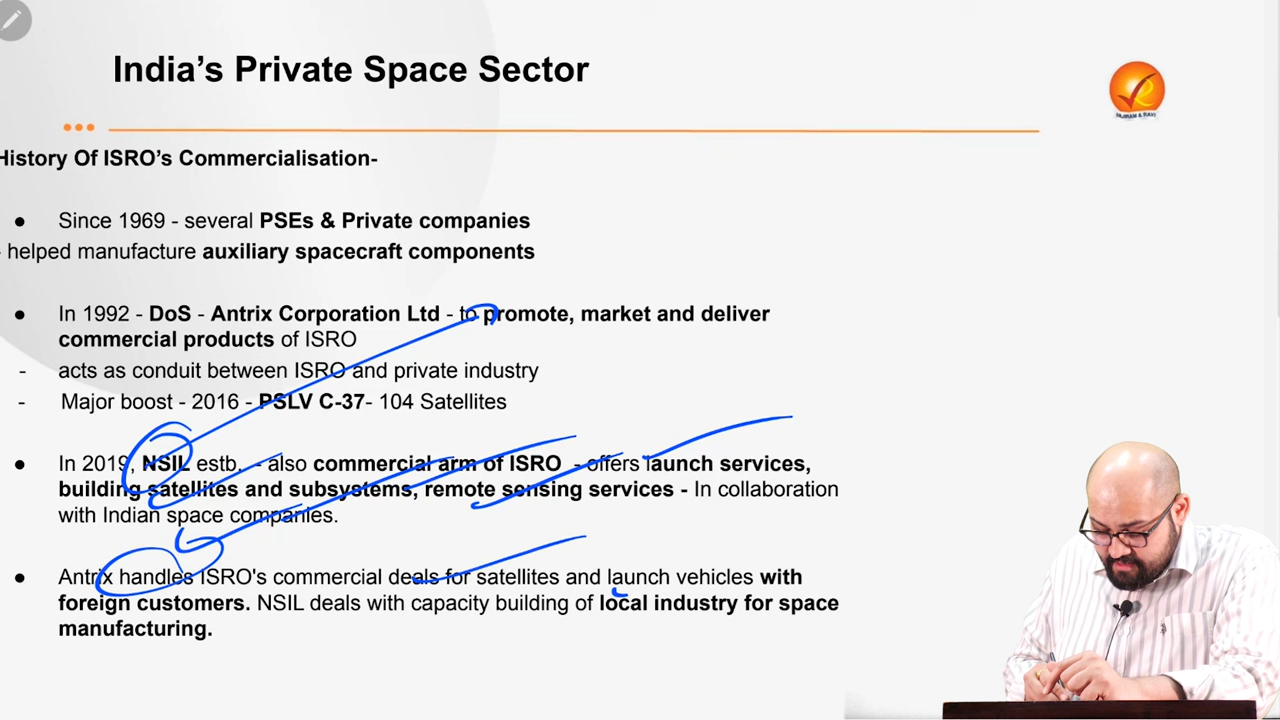 India's Private Space Sector
History Of ISRO's Commercialisation-
● Since 1969 - several PSEs & Private companies
- helped manufacture auxiliary spacecraft components
● In 1992 - DoS - Antrix Corporation Ltd - to promote, market and deliver
commercial products of ISRO
- acts as conduit between ISRO and private industry
- Major boost - 2016 - PSLV C-37- 104 Satellites
● In 2019, NSIL estb. - also commercial arm of ISRO - offers launch services,
building satellites and subsystems, remote sensing services - In collaboration
with Indian space companies.
● Antrix handles ISRO's commercial deals for satellites and launch vehicles with
foreign customers. NSIL deals with capacity building of local industry for space
manufacturing.